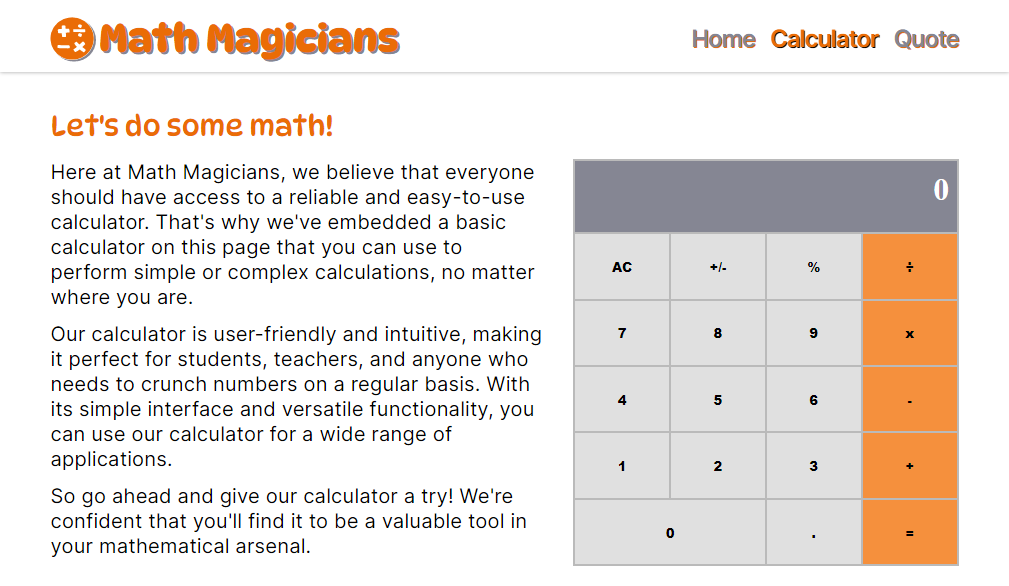 Math Magicians
Home Calculator Quote
Let's do some math!
Here at Math Magicians, we believe that everyone
should have access to a reliable and easy-to-use
calculator. That's why we've embedded a basic
calculator on this page that you can use to
perform simple or complex calculations, no matter
where you are.
Our calculator is user-friendly and intuitive, making
it perfect for students, teachers, and anyone who
needs to crunch numbers on a regular basis. With
its simple interface and versatile functionality, you
can use our calculator for a wide range of
applications.
So go ahead and give our calculator a try! We're
confident that you'll find it to be a valuable tool in
your mathematical arsenal.
0
AC +/- % ÷
7 8 9 x
4 5 6 -
1 2 3 +
0 . =